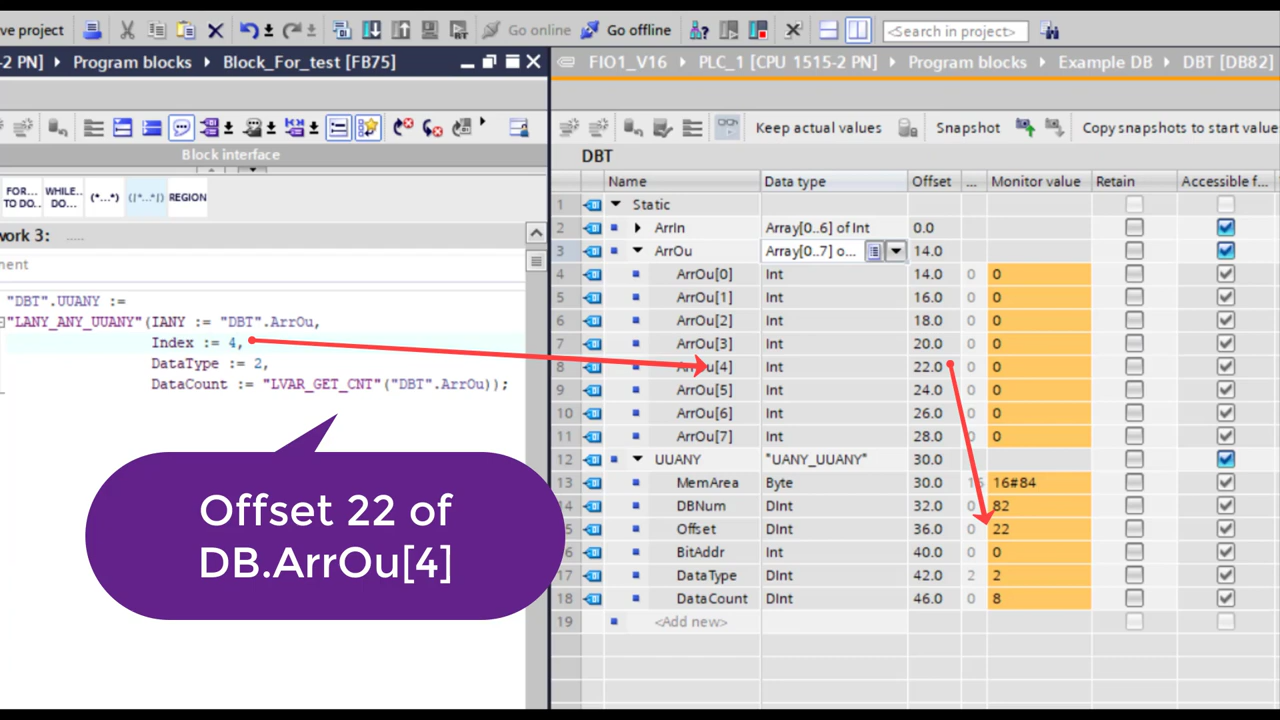 ve project
Go online
Go offline
<Search in project>
-2 PN] Program blocks Block_For_test [FB75]
FIO1_V16 PLC_1 [CPU 1515-2 PN] Program blocks Example DB DBT [DB82]
Keep actual values Snapshot Copy snapshots to start value
Block interface
FOR... TO DO.. WHILE.. DO... (*...*) (|*...*|) REGION
work 3: .....
ment
"DBT".UUANY :=
"LANY_ANY_UUANY"(IANY := "DBT".ArrOu,
Index := 4,
DataType := 2,
DataCount := "LVAR_GET_CNT"("DBT".ArrOu));
Offset 22 of
DB.ArrOu[4]
DBT
Name Data type Offset ... Monitor value Retain Accessible f...
1 Static
2 ArrIn Array[0..6] of Int 0.0
3 ArrOu Array[0..7] o... 14.0
4 ArrOu[0] Int 14.0 0 0
5 ArrOu[1] Int 16.0 0 0
6 ArrOu[2] Int 18.0 0 0
7 ArrOu[3] Int 20.0 0 0
8 ArrOu[4] Int 22.0 0 0
9 ArrOu[5] Int 24.0 0 0
10 ArrOu[6] Int 26.0 0 0
11 ArrOu[7] Int 28.0 0 0
12 UUANY "UANY_UUANY" 30.0
13 MemArea Byte 30.0 16#84
14 DBNum DInt 32.0 0 82
15 Offset DInt 36.0 0 22
16 BitAddr Int 40.0 0 0
17 DataType DInt 42.0 2 2
18 DataCount DInt 46.0 0 8
19 <Add new>